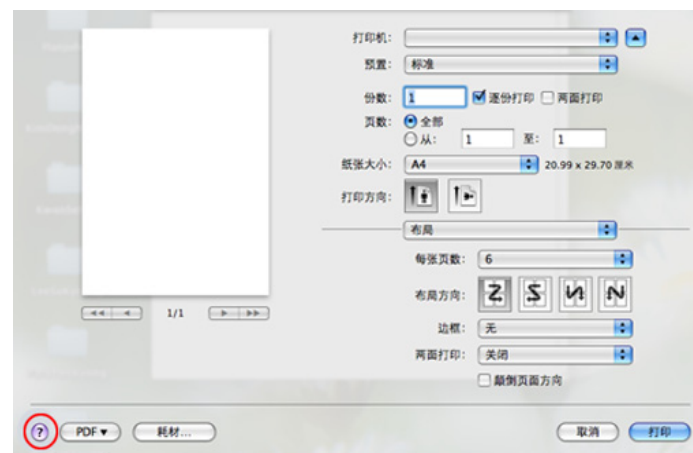 打印机:
预置: 标准
份数: 1 逐份打印 两面打印
页数: 全部
从: 1 至: 1
纸张大小: A4 20.99 x 29.70 厘米
打印方向:
布局
每张页数: 6
布局方向:
边框: 无
两面打印: 关闭
颠倒页面方向
1/1
? PDF 耗材... 取消 打印